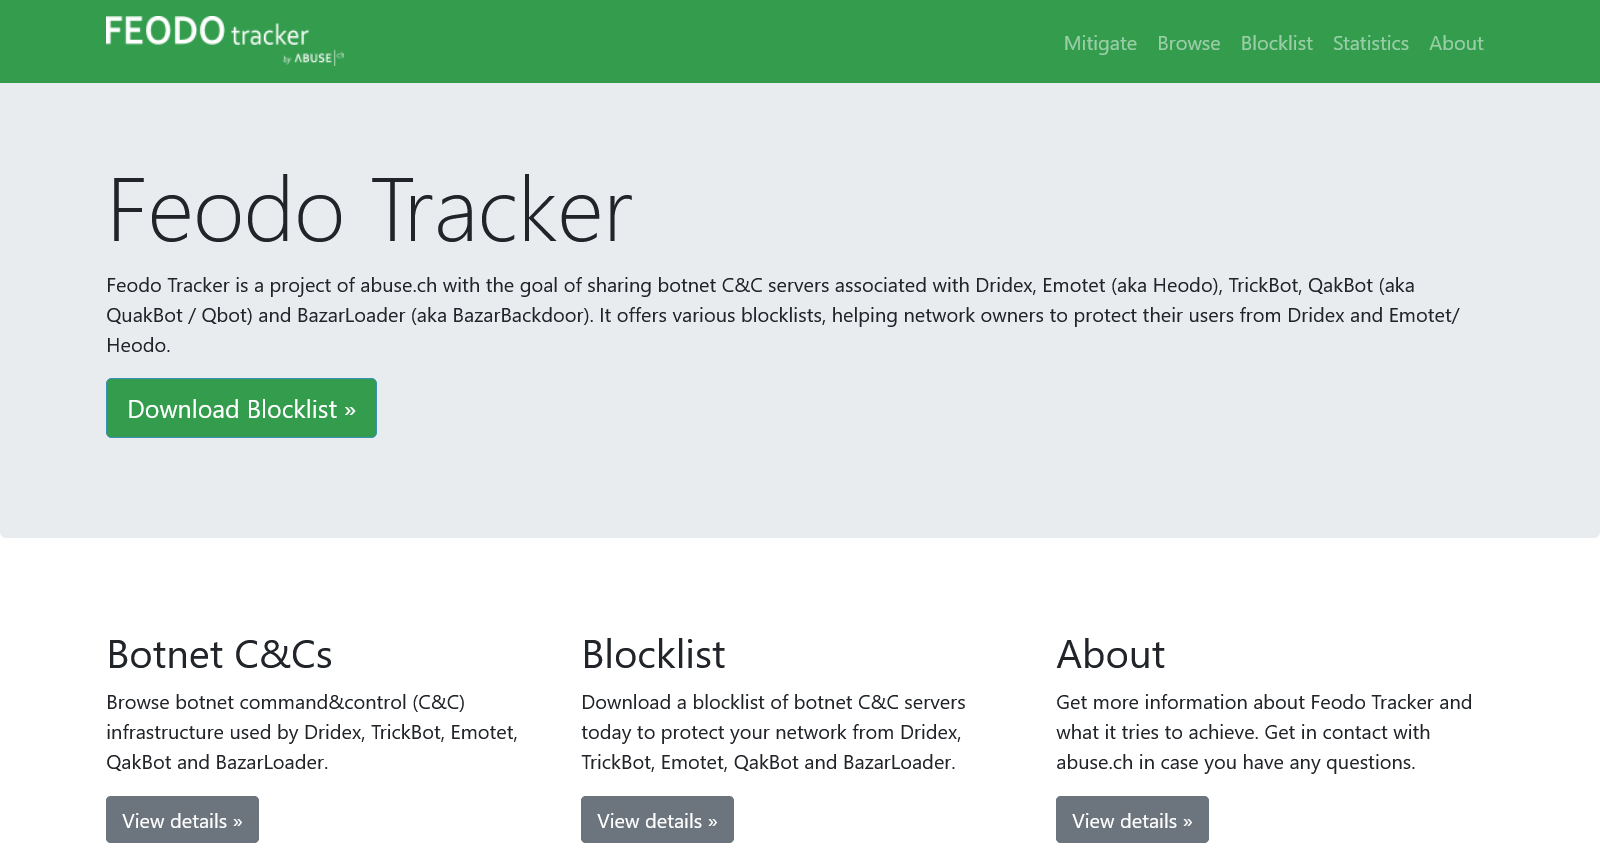 FEODO tracker
by ABUSE|ch
Mitigate Browse Blocklist Statistics About
Feodo Tracker
Feodo Tracker is a project of abuse.ch with the goal of sharing botnet C&C servers associated with Dridex, Emotet (aka Heodo), TrickBot, QakBot (aka
QuakBot / Qbot) and BazarLoader (aka BazarBackdoor). It offers various blocklists, helping network owners to protect their users from Dridex and Emotet/
Heodo.
Download Blocklist »
Botnet C&Cs
Browse botnet command&control (C&C)
infrastructure used by Dridex, TrickBot, Emotet,
QakBot and BazarLoader.
View details »
Blocklist
Download a blocklist of botnet C&C servers
today to protect your network from Dridex,
TrickBot, Emotet, QakBot and BazarLoader.
View details »
About
Get more information about Feodo Tracker and
what it tries to achieve. Get in contact with
abuse.ch in case you have any questions.
View details »